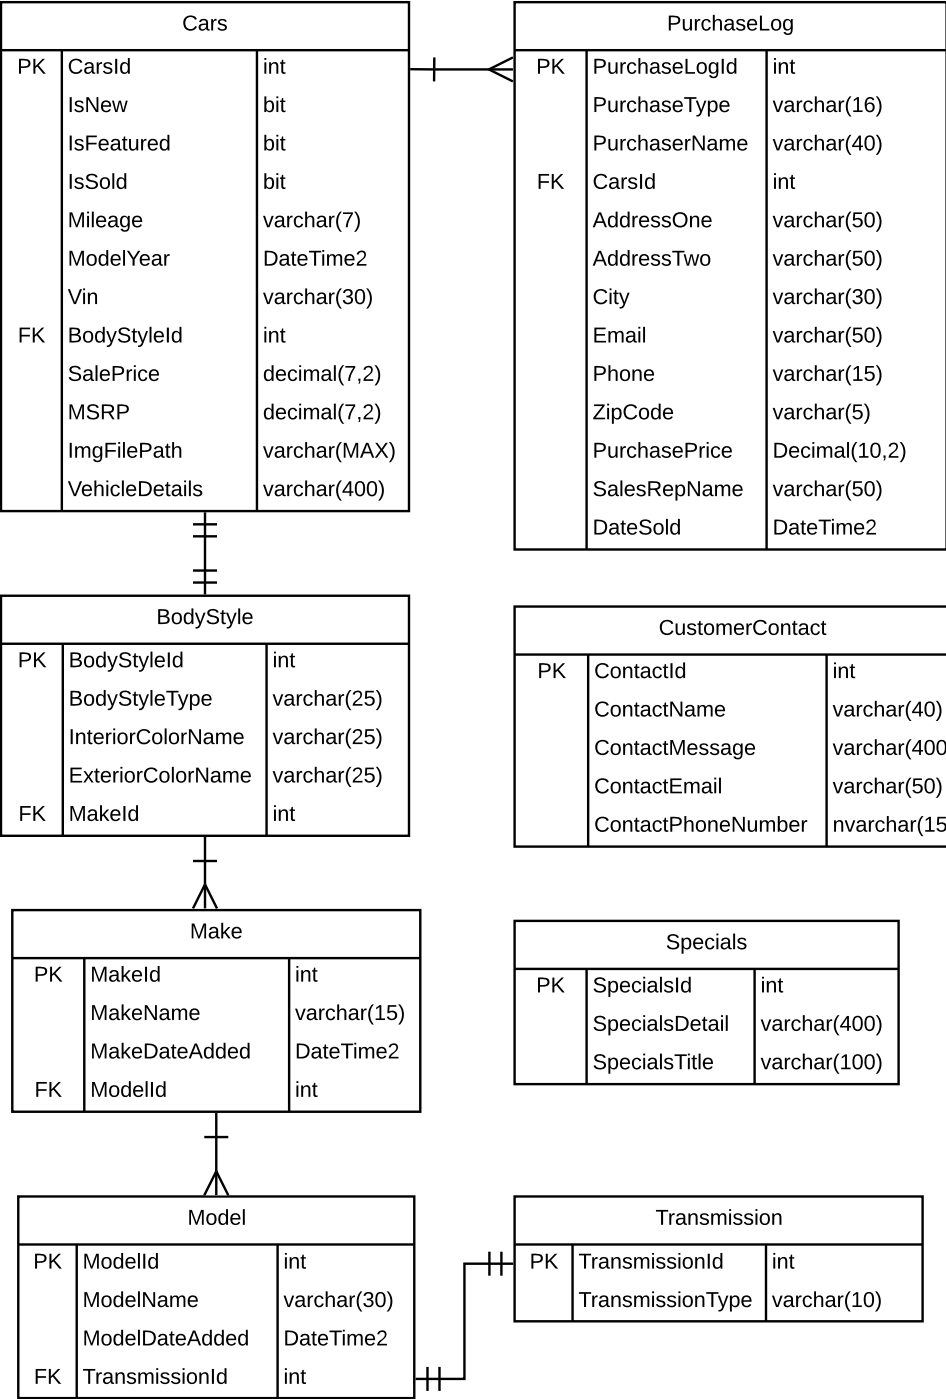 Cars
PK CarsId int
IsNew bit
IsFeatured bit
IsSold bit
Mileage varchar(7)
ModelYear DateTime2
Vin varchar(30)
FK BodyStyleId int
SalePrice decimal(7,2)
MSRP decimal(7,2)
ImgFilePath varchar(MAX)
VehicleDetails varchar(400)
PurchaseLog
PK PurchaseLogId int
PurchaseType varchar(16)
PurchaserName varchar(40)
FK CarsId int
AddressOne varchar(50)
AddressTwo varchar(50)
City varchar(30)
Email varchar(50)
Phone varchar(15)
ZipCode varchar(5)
PurchasePrice Decimal(10,2)
SalesRepName varchar(50)
DateSold DateTime2
BodyStyle
PK BodyStyleId int
BodyStyleType varchar(25)
InteriorColorName varchar(25)
ExteriorColorName varchar(25)
FK MakeId int
CustomerContact
PK ContactId int
ContactName varchar(40)
ContactMessage varchar(400
ContactEmail varchar(50)
ContactPhoneNumber nvarchar(15
Make
PK MakeId int
MakeName varchar(15)
MakeDateAdded DateTime2
FK ModelId int
Specials
PK SpecialsId int
SpecialsDetail varchar(400)
SpecialsTitle varchar(100)
Model
PK ModelId int
ModelName varchar(30)
ModelDateAdded DateTime2
FK TransmissionId int
Transmission
PK TransmissionId int
TransmissionType varchar(10)